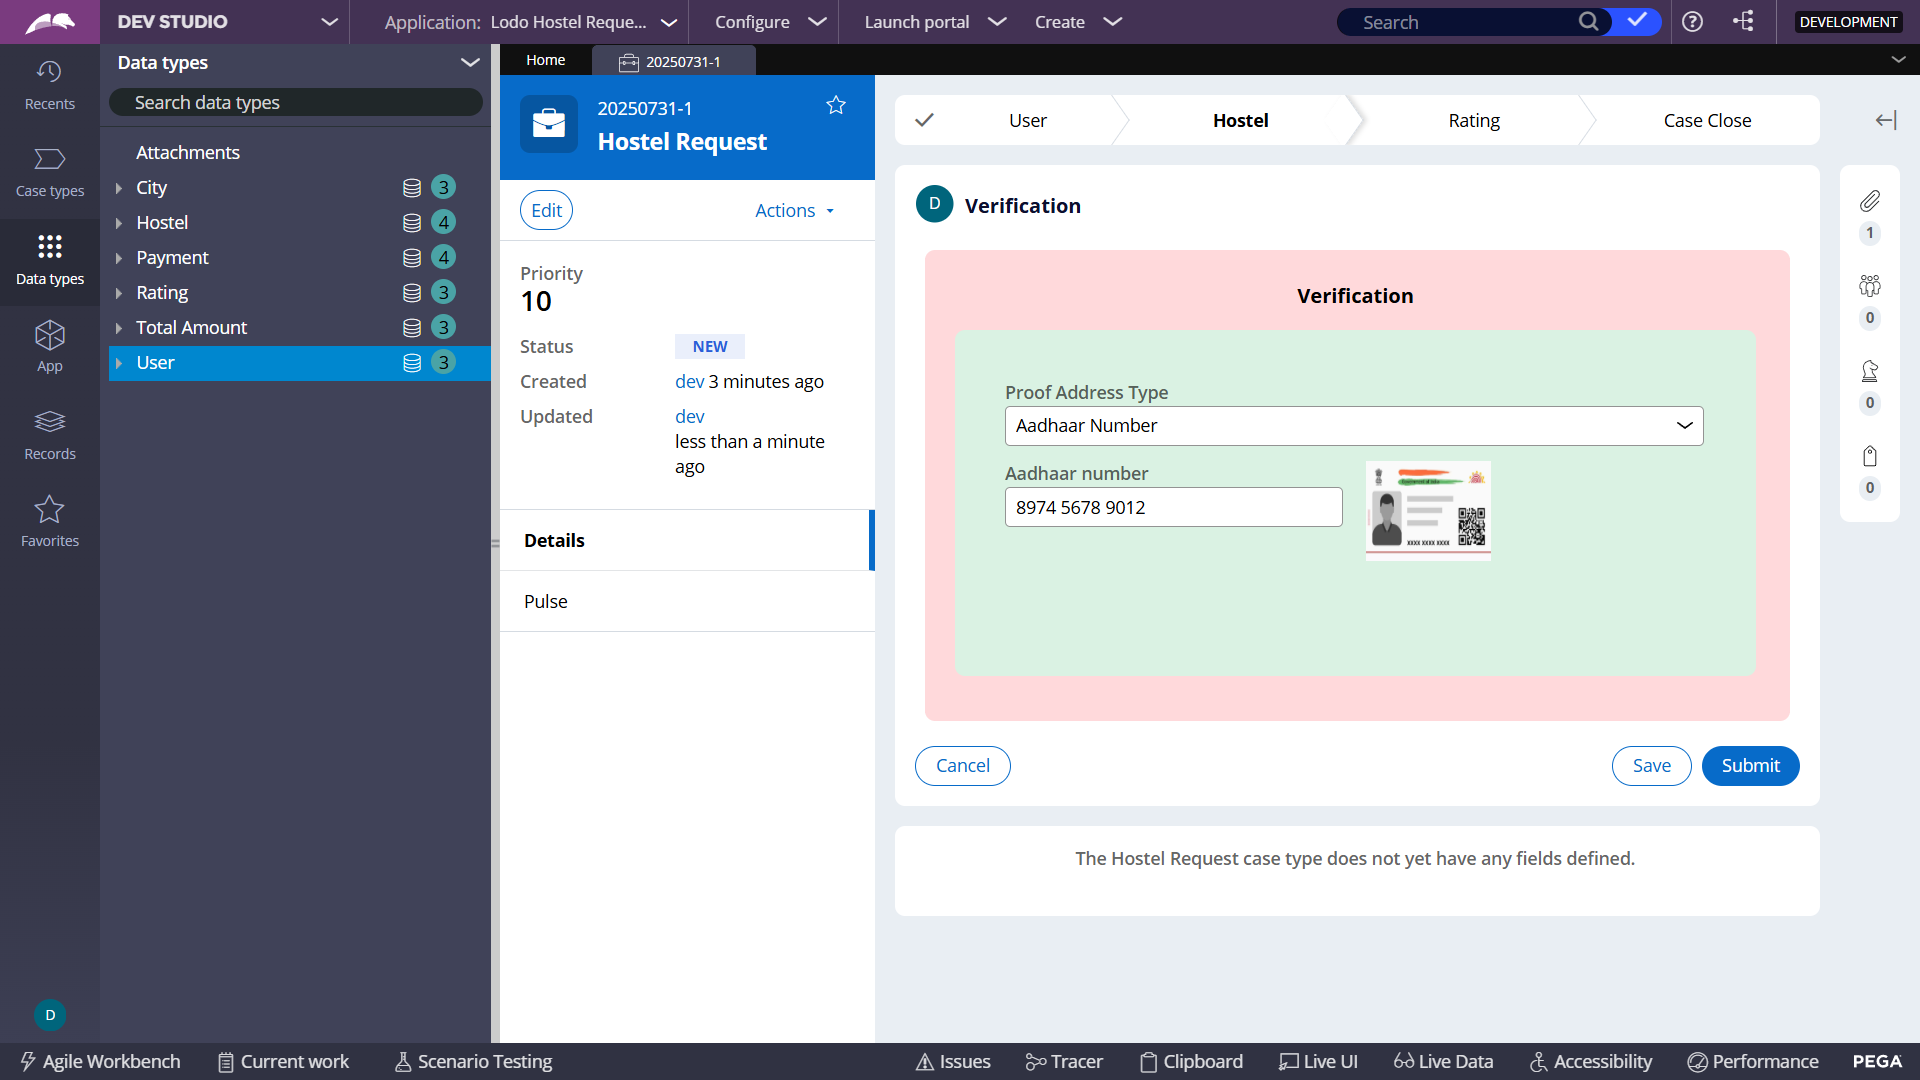 DEV STUDIO
Application: Lodo Hostel Reque...
Configure
Launch portal
Create
Search
DEVELOPMENT
Recents
Case types
Data types
App
Records
Favorites
D
Data types
Search data types
Attachments
City 3
Hostel 4
Payment 4
Rating 3
Total Amount 3
User 3
Home
20250731-1
20250731-1
Hostel Request
Edit
Actions
Priority
10
Status NEW
Created dev 3 minutes ago
Updated dev
less than a minute
ago
Details
Pulse
User
Hostel
Rating
Case Close
D Verification
Verification
Proof Address Type
Aadhaar Number
Aadhaar number
8974 5678 9012
XXXX XXXX XXXX
Cancel
Save
Submit
The Hostel Request case type does not yet have any fields defined.
1
0
0
0
Agile Workbench
Current work
Scenario Testing
Issues
Tracer
Clipboard
Live UI
Live Data
Accessibility
Performance
PEGA